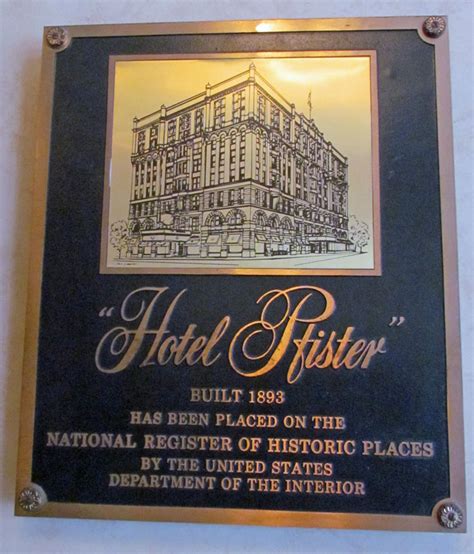 "Hotel Pfister"
BUILT 1893
HAS BEEN PLACED ON THE
NATIONAL REGISTER OF HISTORIC PLACES
BY THE UNITED STATES
DEPARTMENT OF THE INTERIOR